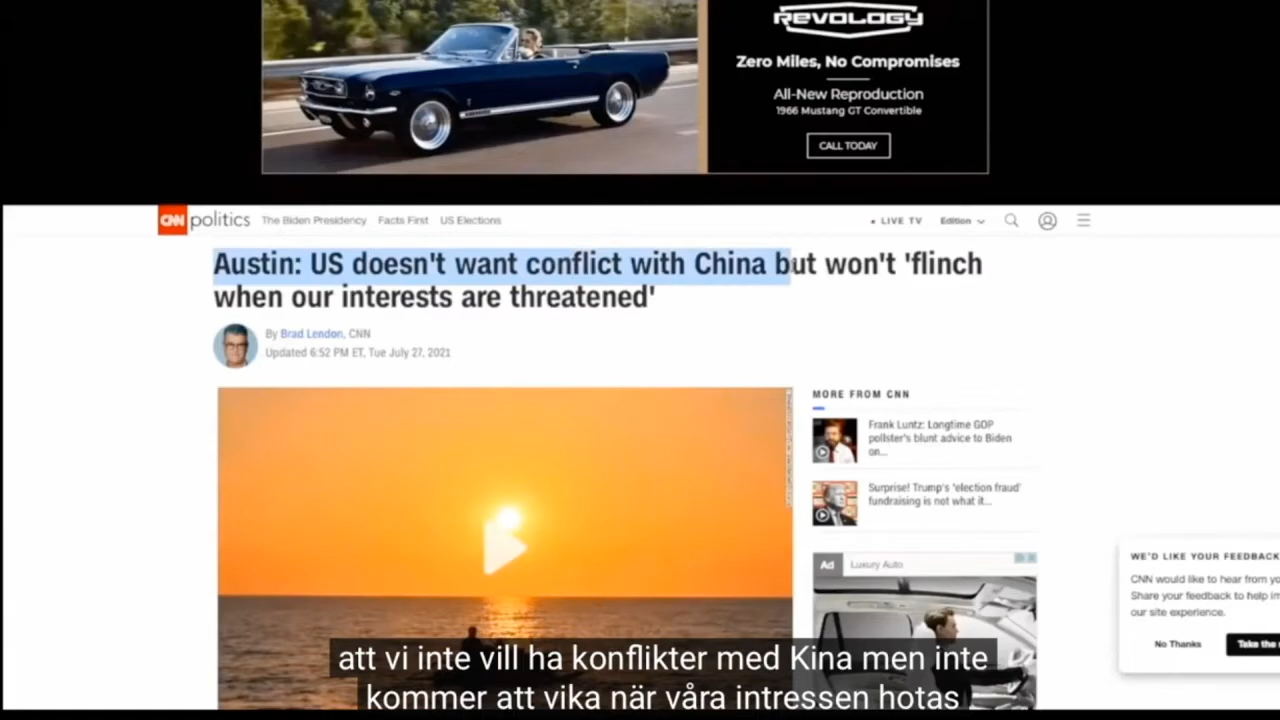 REVOLOGY
Zero Miles, No Compromises
All-New Reproduction
1966 Mustang GT Convertible
CALL TODAY
CNN politics The Biden Presidency Facts First US Elections
LIVE TV Edition
Austin: US doesn't want conflict with China but won't 'flinch
when our interests are threatened'
By Brad Lendon, CNN
Updated 6:52 PM ET, Tue July 27, 2021
MORE FROM CNN
Frank Luntz: Longtime GOP
pollster's blunt advice to Biden
on...
Surprise! Trump's 'election fraud'
fundraising is not what it...
Ad Luxury Auto
WE'D LIKE YOUR FEEDBACK
CNN would like to hear from yo
Share your feedback to help im
our site experience.
No Thanks Take the
att vi inte vill ha konflikter med Kina men inte
kommer att vika när våra intressen hotas